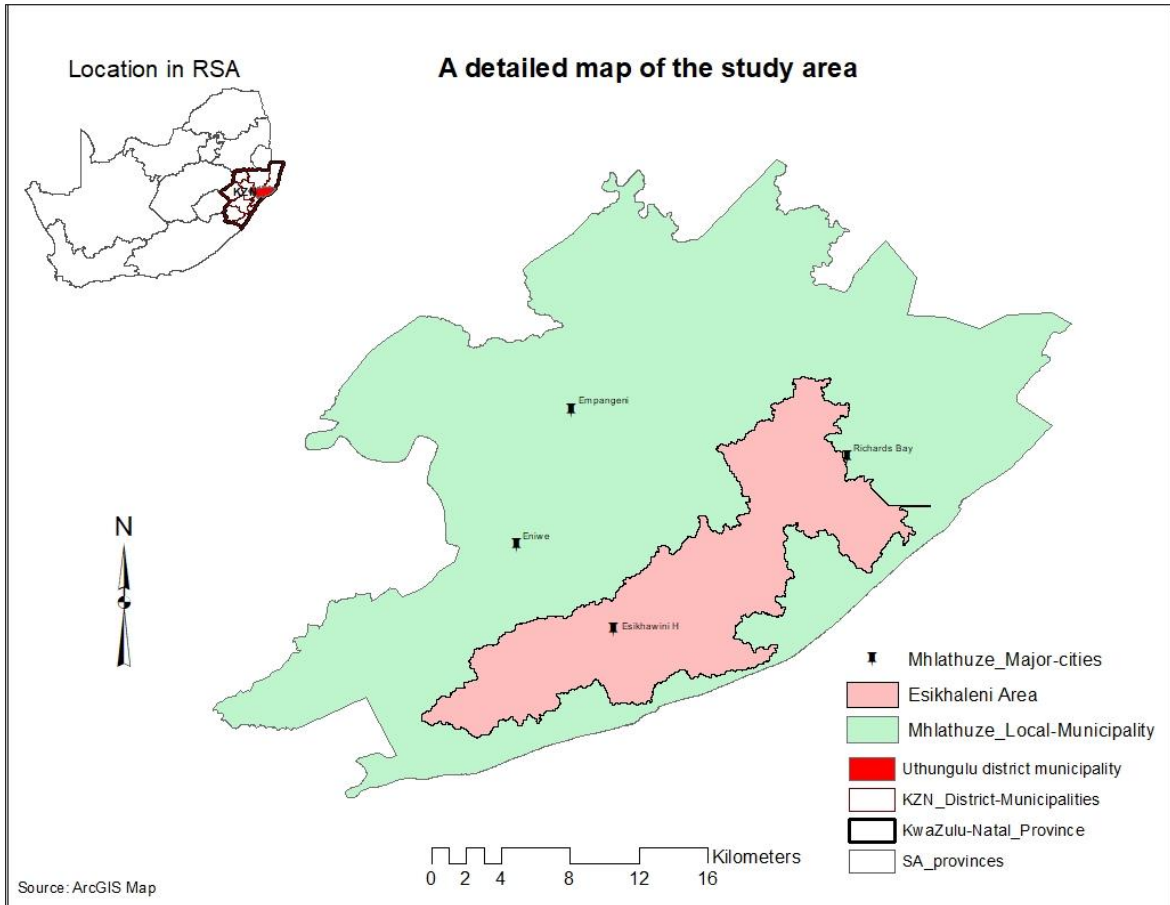 Location in RSA
A detailed map of the study area
KZN
Empangeni
Richards Bay
Eniwe
Esikhawini H
N
Mhlathuze_Major-cities
Esikhaleni Area
Mhlathuze_Local-Municipality
Uthungulu district municipality
KZN_District-Municipalities
KwaZulu-Natal_Province
SA_provinces
Kilometers
0 2 4 8 12 16
Source: ArcGIS Map